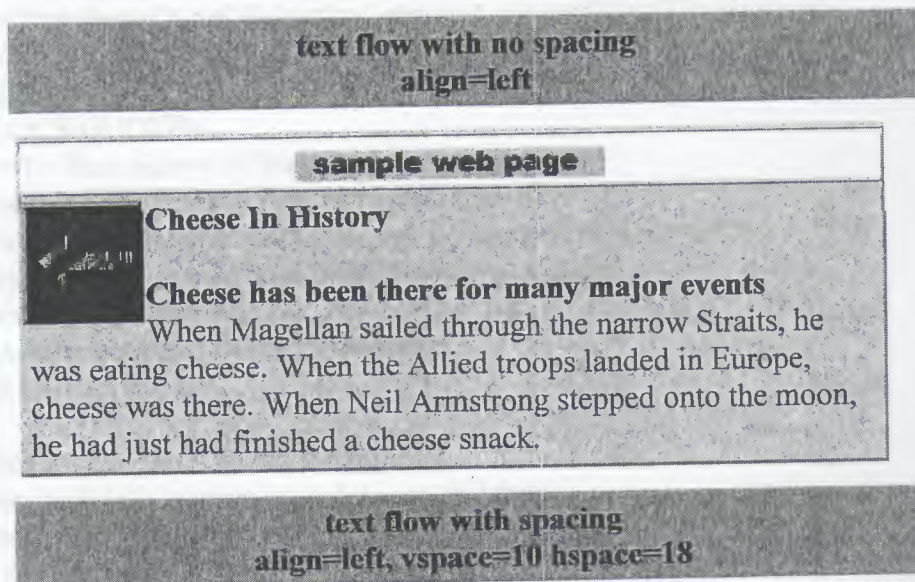 text flow with no spacing
align=left
sample web page
Cheese In History
Cheese has been there for many major events
When Magellan sailed through the narrow Straits, he
was eating cheese. When the Allied troops landed in Europe,
cheese was there. When Neil Armstrong stepped onto the moon,
he had just had finished a cheese snack.
text flow with spacing
align=left, vspace=10 hspace=18